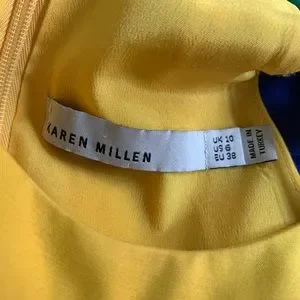 KAREN MILLEN
UK 10
US 6
EU 38
MADE IN
TURKEY